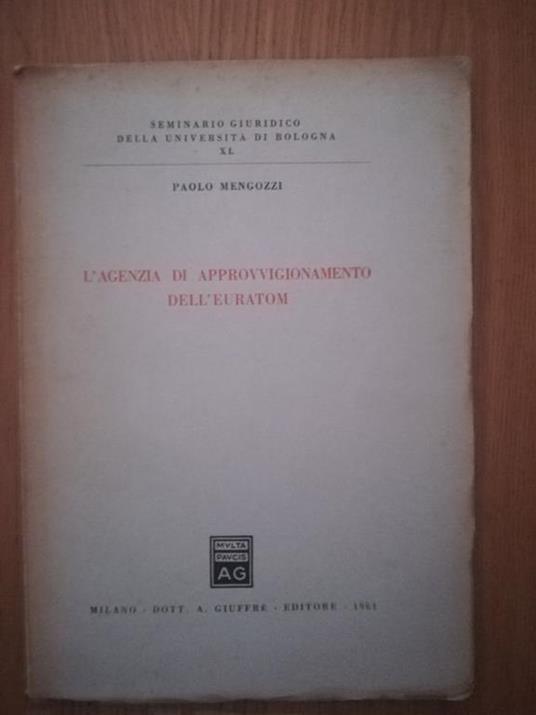 SEMINARIO GIURIDICO
DELLA UNIVERSITÀ DI BOLOGNA
XL
PAOLO MENGOZZI
L'AGENZIA DI APPROVVIGIONAMENTO
DELL'EURATOM
MVLTA
PAVCIS
AG
MILANO - DOTT. A. GIUFFRÈ - EDITORE - 1964